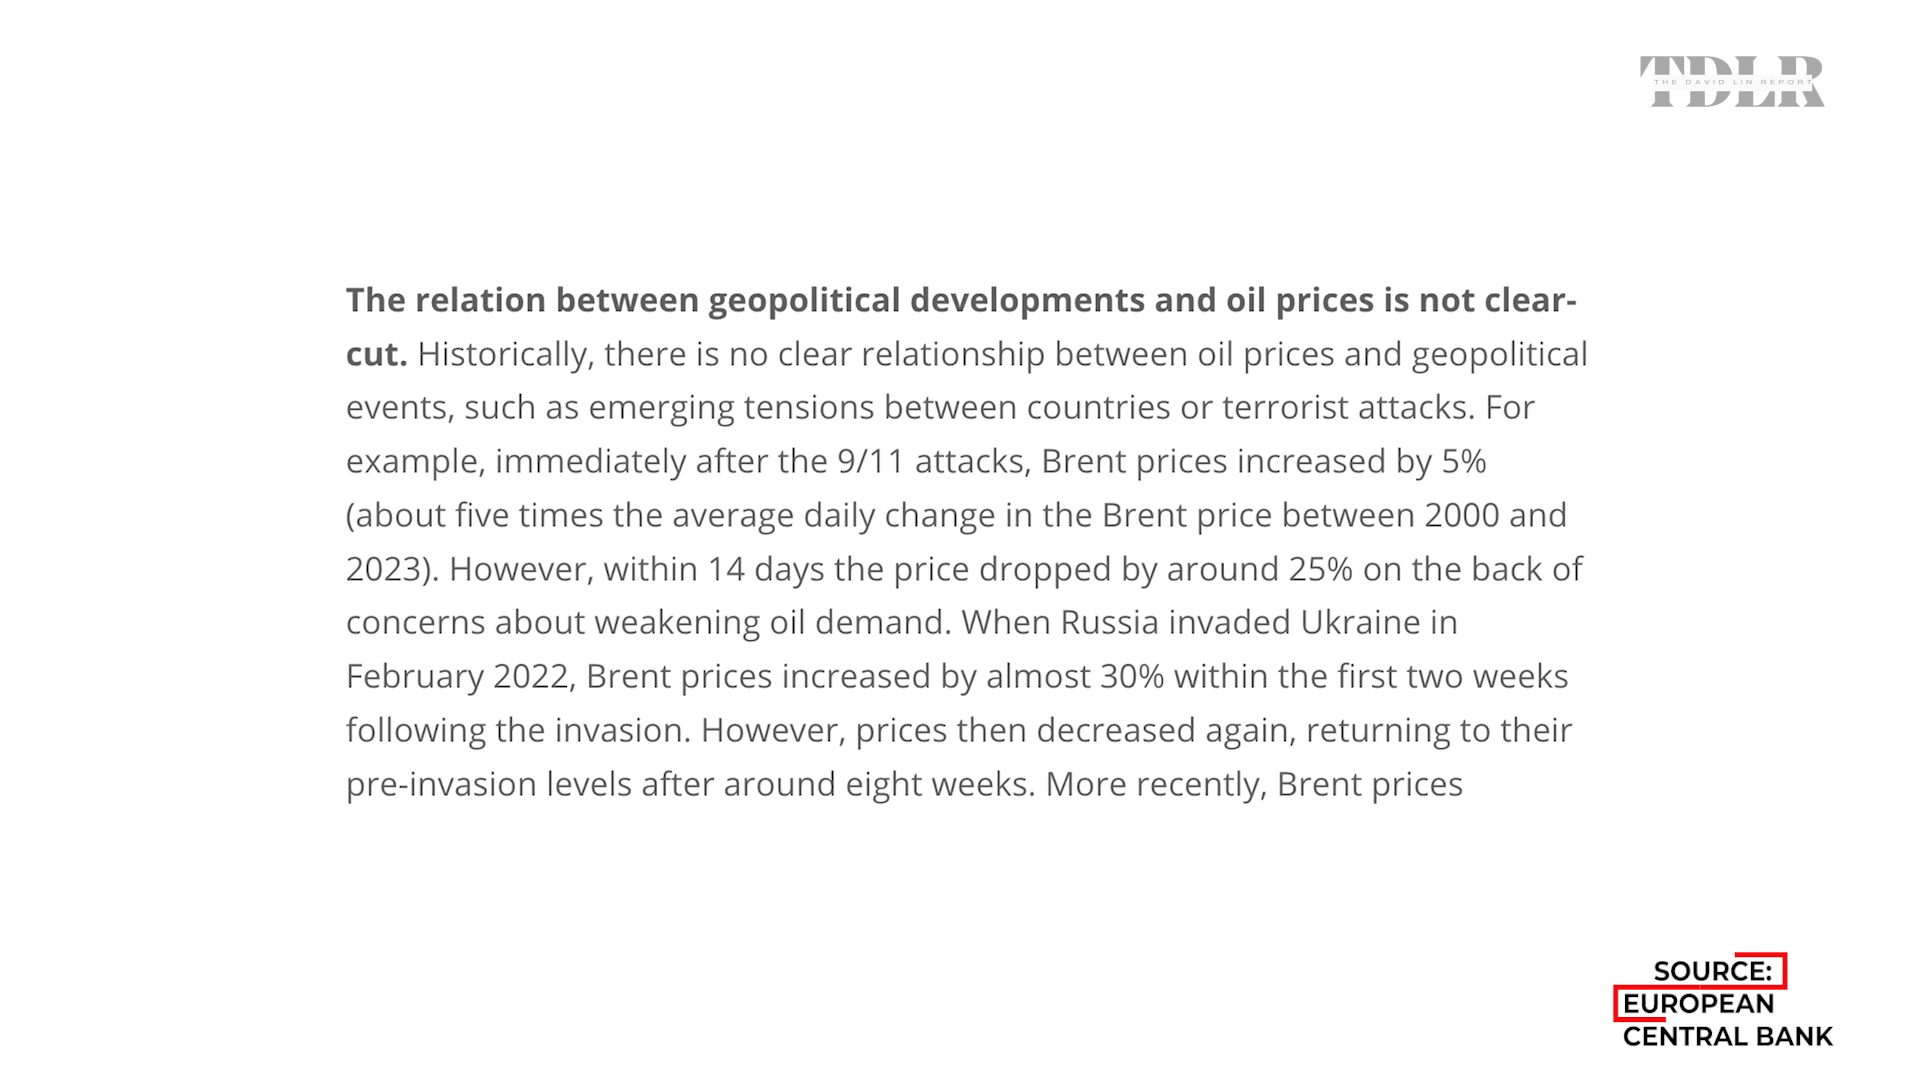 TDLR
THE DAVID LIN REPORT
The relation between geopolitical developments and oil prices is not clear-
cut. Historically, there is no clear relationship between oil prices and geopolitical
events, such as emerging tensions between countries or terrorist attacks. For
example, immediately after the 9/11 attacks, Brent prices increased by 5%
(about five times the average daily change in the Brent price between 2000 and
2023). However, within 14 days the price dropped by around 25% on the back of
concerns about weakening oil demand. When Russia invaded Ukraine in
February 2022, Brent prices increased by almost 30% within the first two weeks
following the invasion. However, prices then decreased again, returning to their
pre-invasion levels after around eight weeks. More recently, Brent prices
SOURCE:
EUROPEAN
CENTRAL BANK